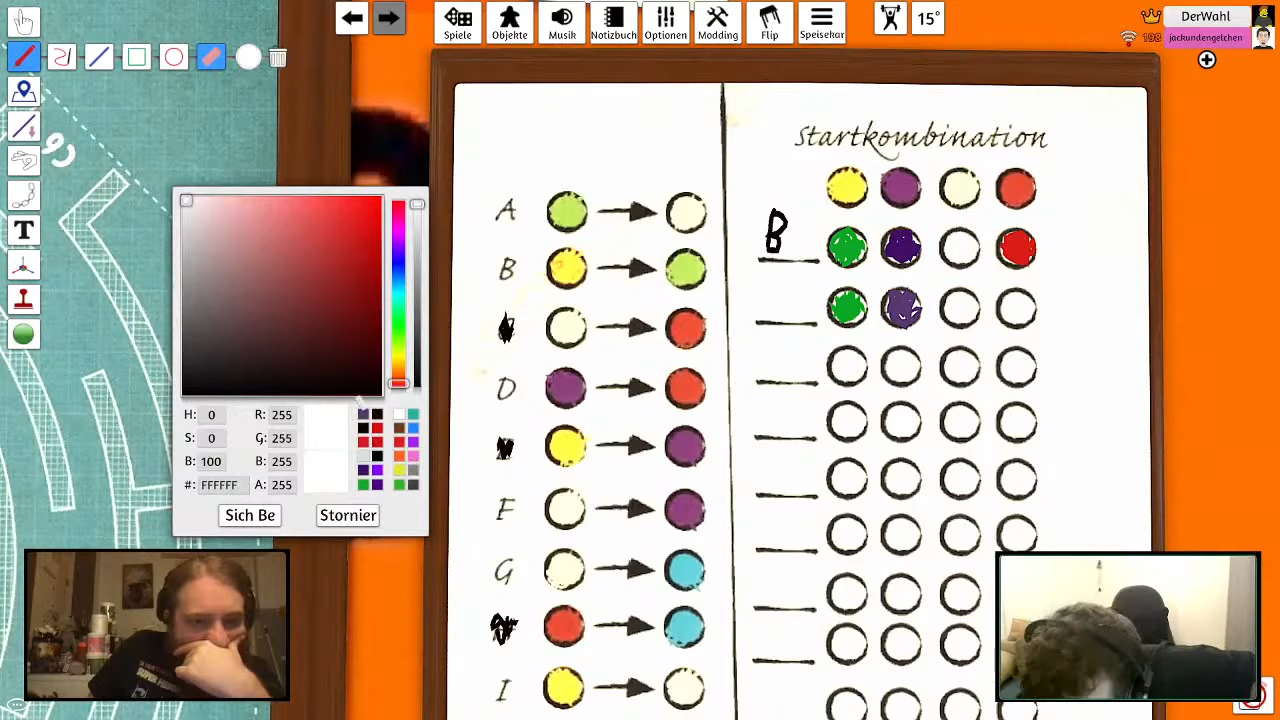 Spiele Objekte Musik Notizbuch Optionen Modding Flip Speisekar 15°
DerWahl
198 jackundengelchen
T
Startkombination
A
B
B
D
F
G
I
H: 0 R: 255
S: 0 G: 255
B: 100 B: 255
#: FFFFFF A: 255
Sich Be Stornier